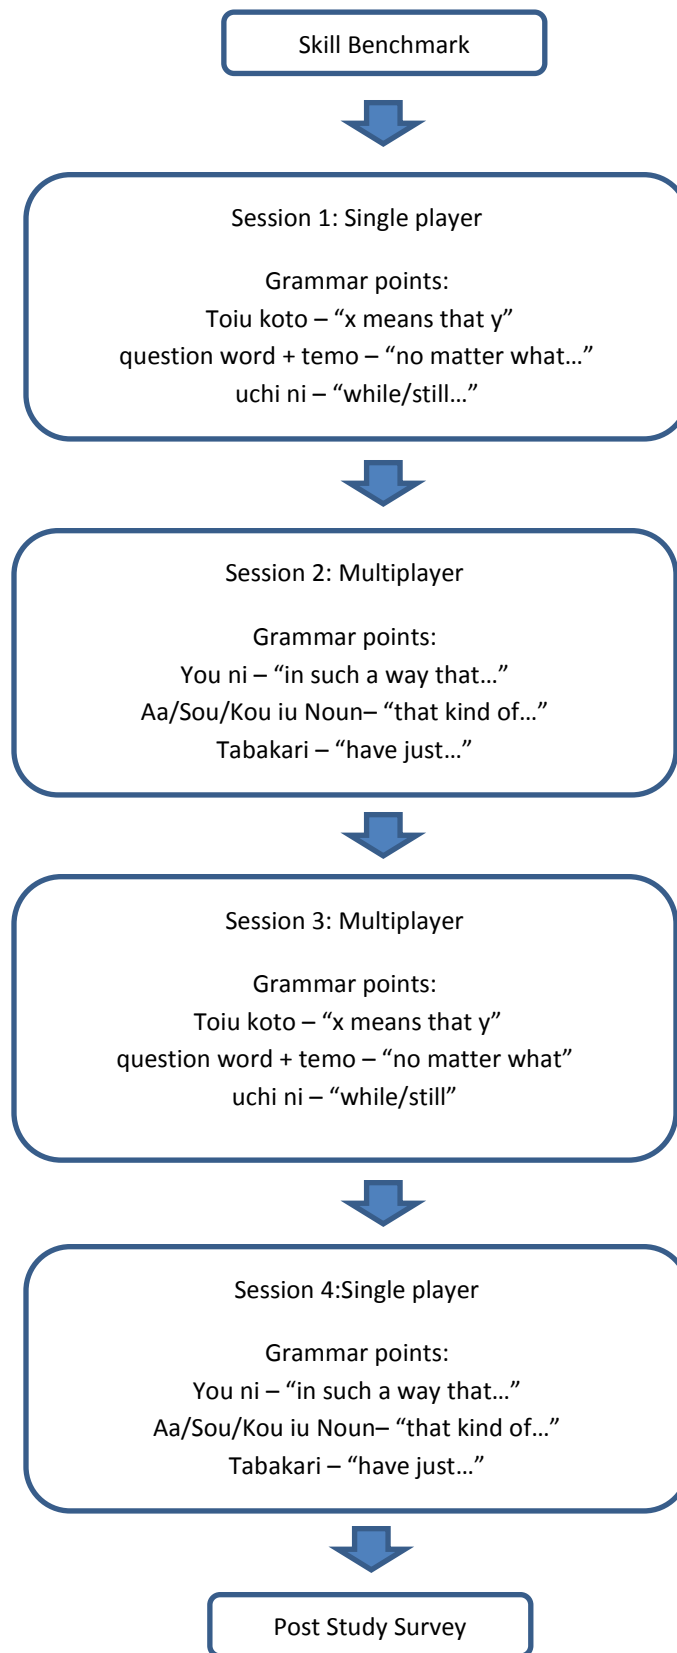 Skill Benchmark
Session 1: Single player
Grammar points:
Toiu koto – “x means that y”
question word + temo – “no matter what…”
uchi ni – “while/still…”
Session 2: Multiplayer
Grammar points:
You ni – “in such a way that…”
Aa/Sou/Kou iu Noun– “that kind of…”
Tabakari – “have just…”
Session 3: Multiplayer
Grammar points:
Toiu koto – “x means that y”
question word + temo – “no matter what”
uchi ni – “while/still”
Session 4:Single player
Grammar points:
You ni – “in such a way that…”
Aa/Sou/Kou iu Noun– “that kind of…”
Tabakari – “have just…”
Post Study Survey